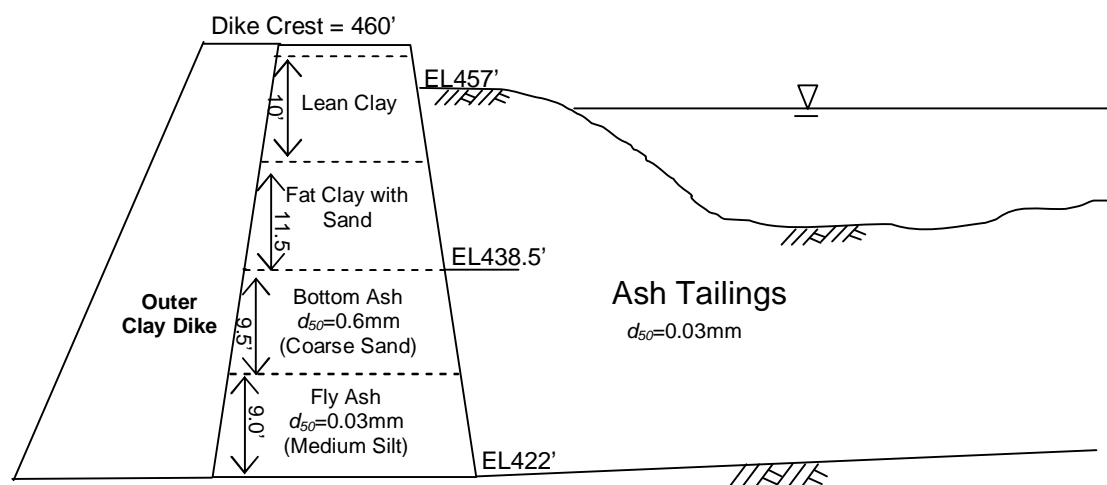 Dike Crest = 460’
EL457’
10’
Lean Clay
Fat Clay with
Sand
11.5’
EL438.5’
Outer
Clay Dike
Bottom Ash
d50=0.6mm
(Coarse Sand)
9.5’
Ash Tailings
d50=0.03mm
Fly Ash
d50=0.03mm
(Medium Silt)
9.0’
EL422’